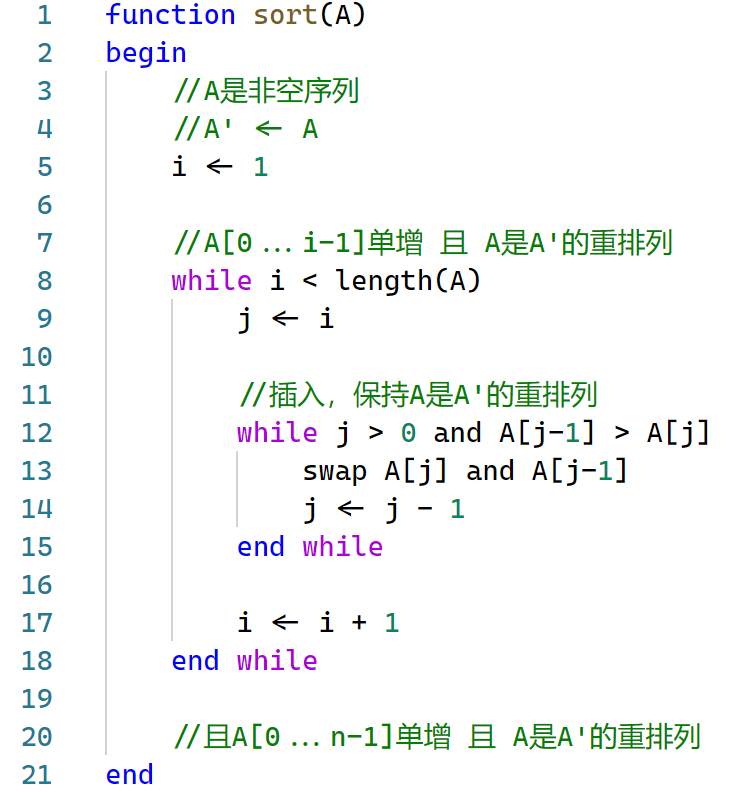 1 function sort(A)
2 begin
3 //A是非空序列
4 //A' ← A
5 i ← 1
6
7 //A[0...i-1]单增 且 A是A'的重排列
8 while i < length(A)
9 j ← i
10
11 //插入，保持A是A'的重排列
12 while j > 0 and A[j-1] > A[j]
13 swap A[j] and A[j-1]
14 j ← j - 1
15 end while
16
17 i ← i + 1
18 end while
19
20 //且A[0...n-1]单增 且 A是A'的重排列
21 end